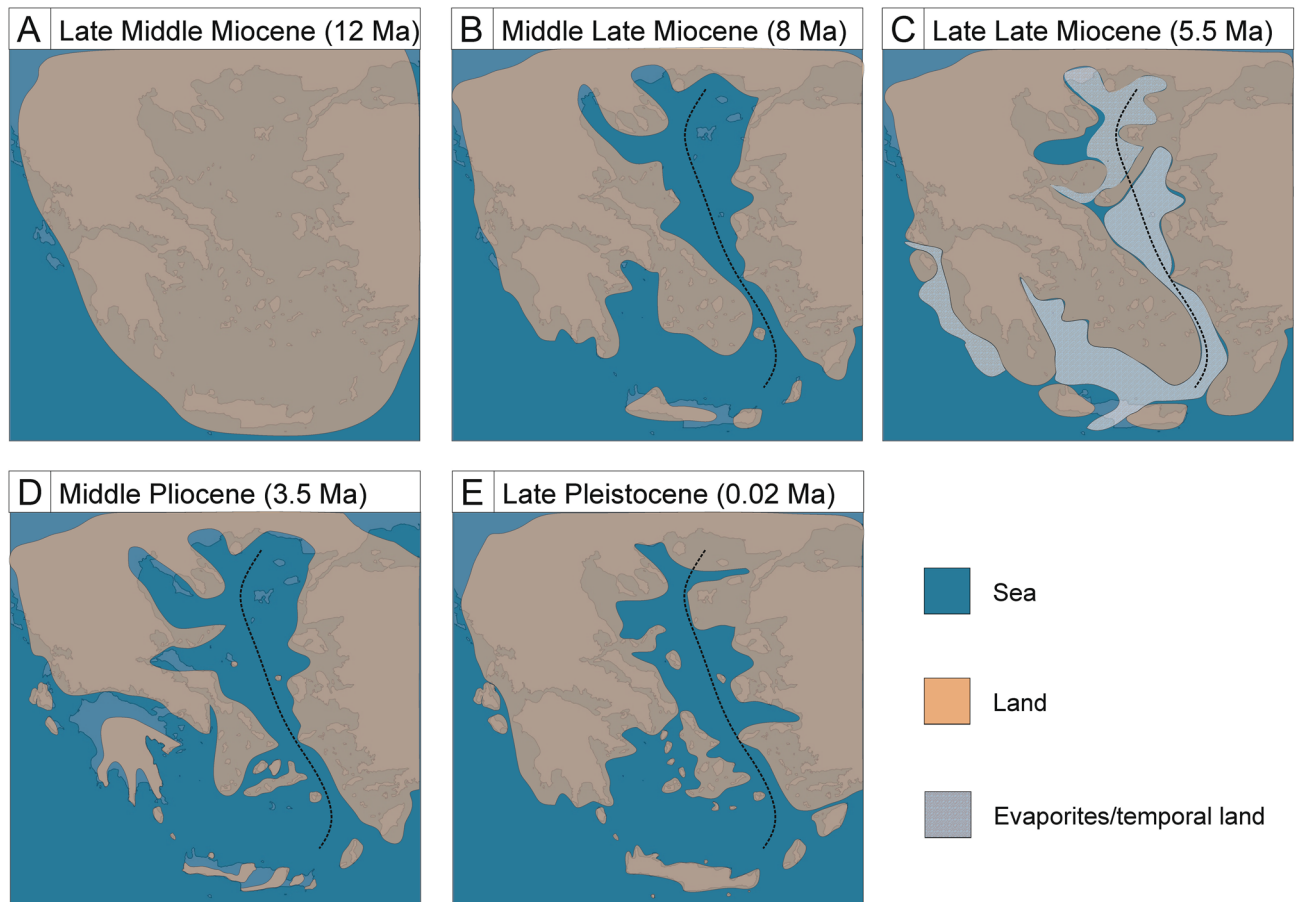 A Late Middle Miocene (12 Ma)
B Middle Late Miocene (8 Ma)
C Late Late Miocene (5.5 Ma)
D Middle Pliocene (3.5 Ma)
E Late Pleistocene (0.02 Ma)
Sea
Land
Evaporites/temporal land